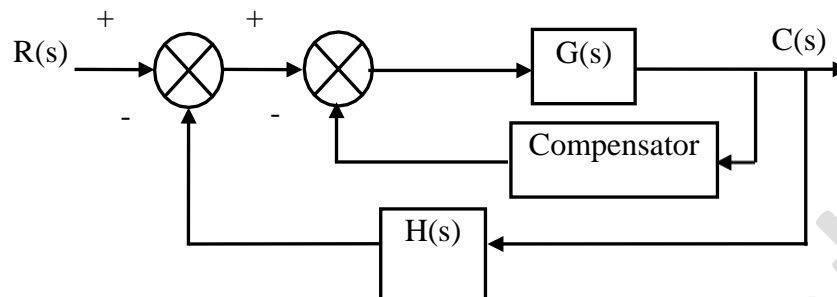 + +
R(s) G(s) C(s)
- -
Compensator
H(s)